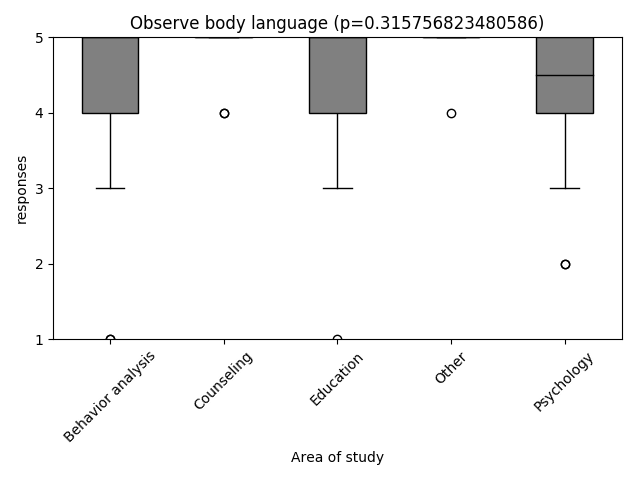 Observe body language (p=0.315756823480586)
5
4
3
2
1
responses
Behavior analysis
Counseling
Education
Other
Psychology
Area of study